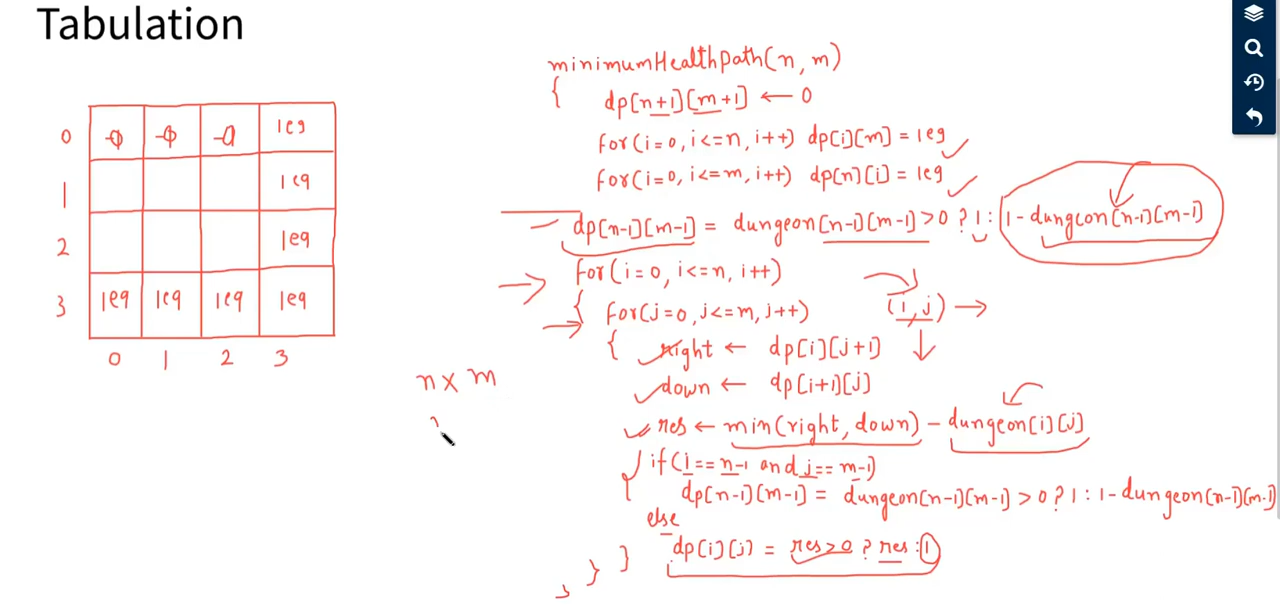 Tabulation
minimumHealthPath(n, m)
{ dp[n+1][m+1] ← 0
for(i=0, i<=n, i++) dp[i][m] = 1e9
for(i=0, i<=m, i++) dp[n][i] = 1e9
dp[n-1][m-1] = dungeon[n-1][m-1] > 0 ? 1 : 1 - dungeon[n-1][m-1]
for(i=0, i<=n, i++)
{ for(j=0, j<=m, j++) (i, j) →
{ right ← dp[i][j+1]
down ← dp[i+1][j]
res ← min(right, down) - dungeon[i][j]
if(i == n-1 and j == m-1)
dp[n-1][m-1] = dungeon[n-1][m-1] > 0 ? 1 : 1 - dungeon[n-1][m-1]
else
dp[i][j] = res>0 ? res : 1
} }
}
0 1e9
1 1e9
2 1e9
3 1e9 1e9 1e9 1e9
0 1 2 3
n x m